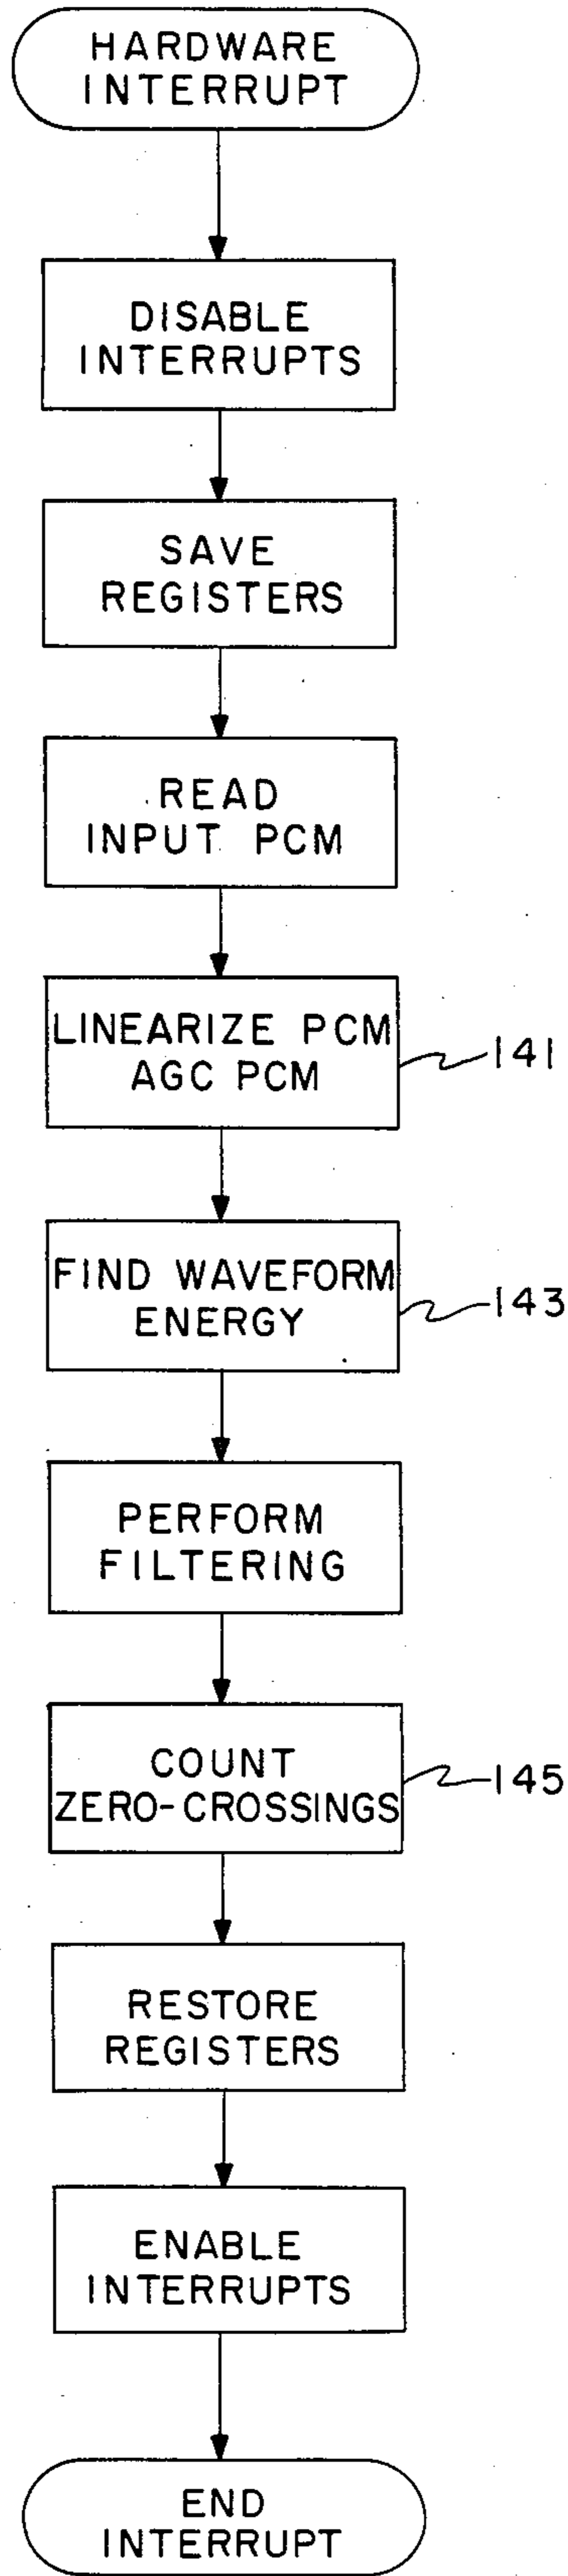 HARDWARE
INTERRUPT
DISABLE
INTERRUPTS
SAVE
REGISTERS
READ
INPUT PCM
LINEARIZE PCM
AGC PCM
141
FIND WAVEFORM
ENERGY
143
PERFORM
FILTERING
COUNT
ZERO-CROSSINGS
145
RESTORE
REGISTERS
ENABLE
INTERRUPTS
END
INTERRUPT